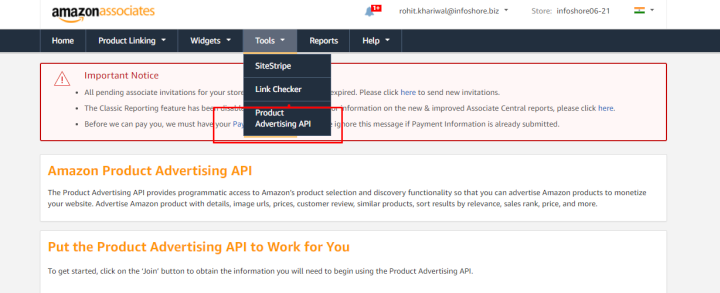 amazonassociates
1+
rohit.khariwal@infoshore.biz
Store: infoshore06-21
Home Product Linking Widgets Tools Reports Help
SiteStripe
Link Checker
Product
Advertising API
Important Notice
All pending associate invitations for your store expired. Please click here to send new invitations.
The Classic Reporting feature has been disable information on the new & improved Associate Central reports, please click here.
Before we can pay you, we must have your Pay ignore this message if Payment Information is already submitted.
Amazon Product Advertising API
The Product Advertising API provides programmatic access to Amazon's product selection and discovery functionality so that you can advertise Amazon products to monetize
your website. Advertise Amazon product with details, image urls, prices, customer review, similar products, sort results by relevance, sales rank, price, and more.
Put the Product Advertising API to Work for You
To get started, click on the 'Join' button to obtain the information you will need to begin using the Product Advertising API.